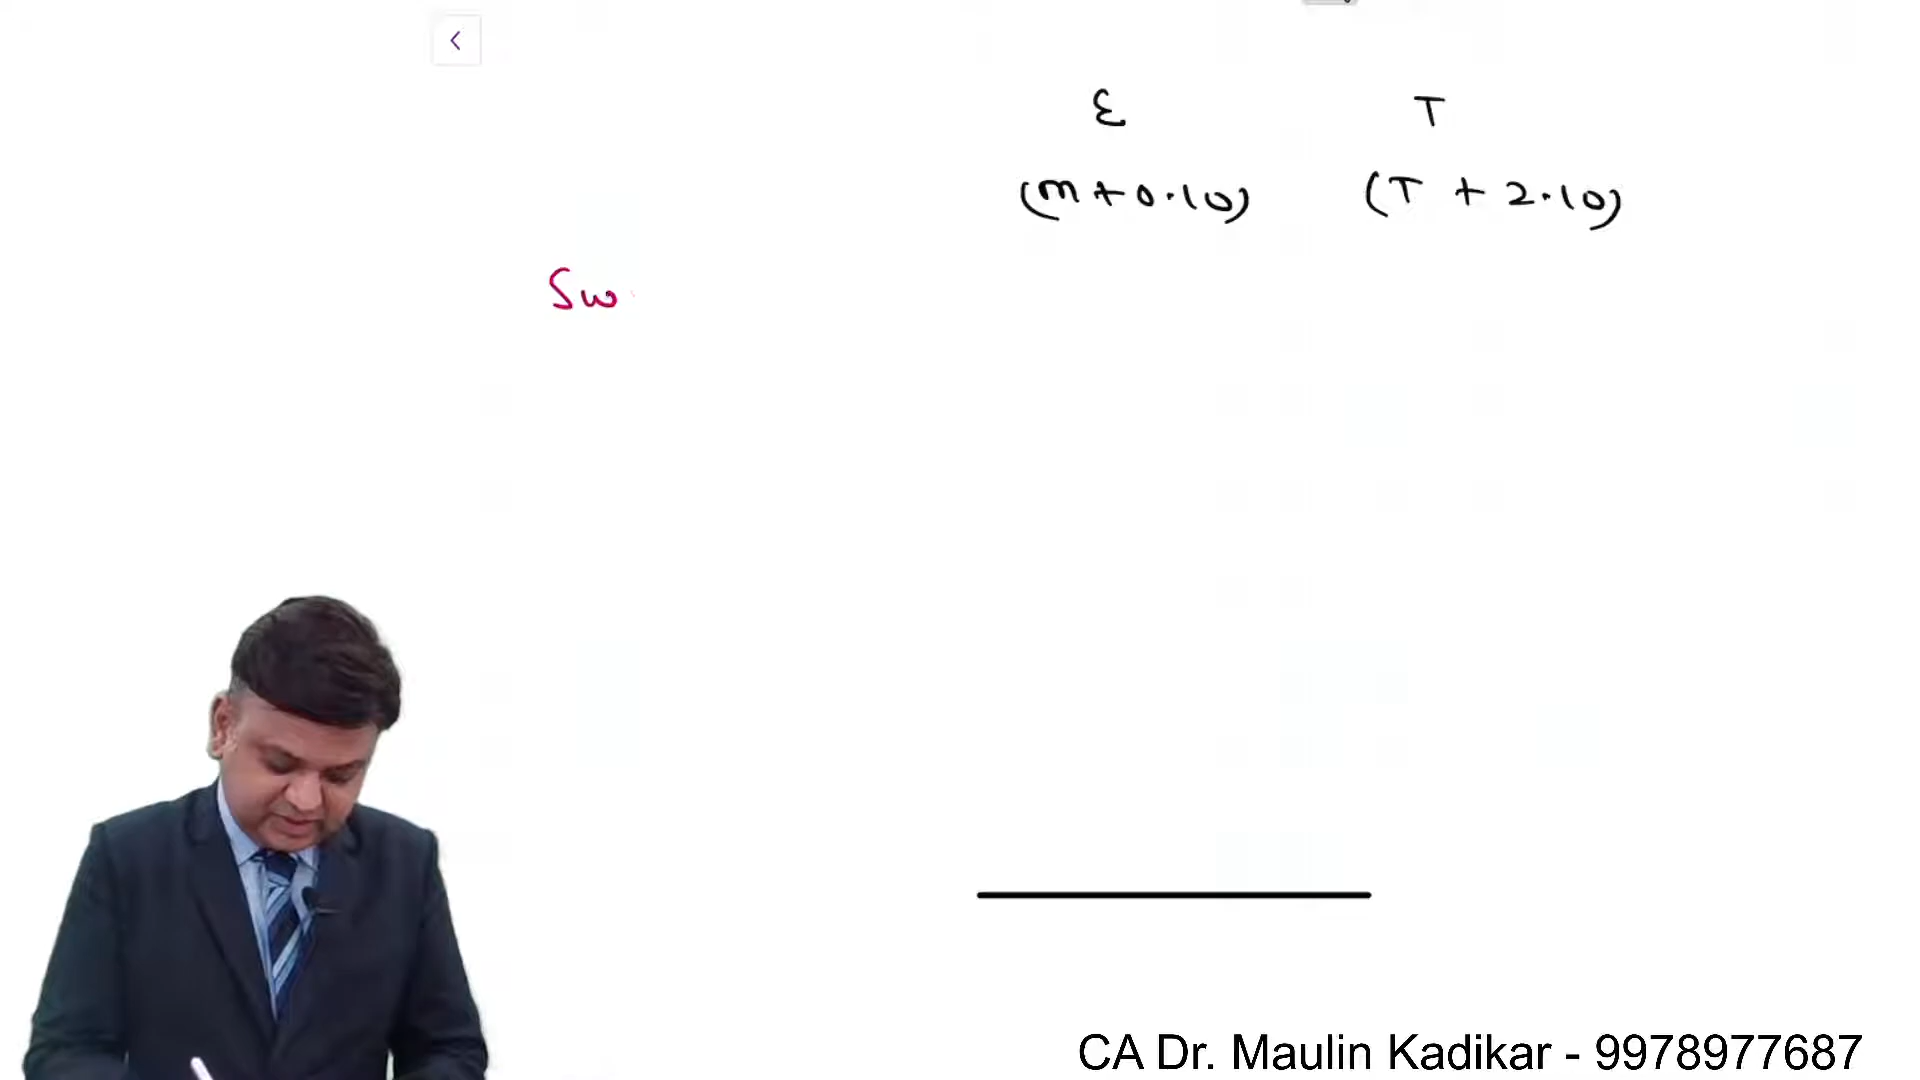 Ɛ T
(m + 0.10) (T + 2.10)
Sw
CA Dr. Maulin Kadikar - 9978977687